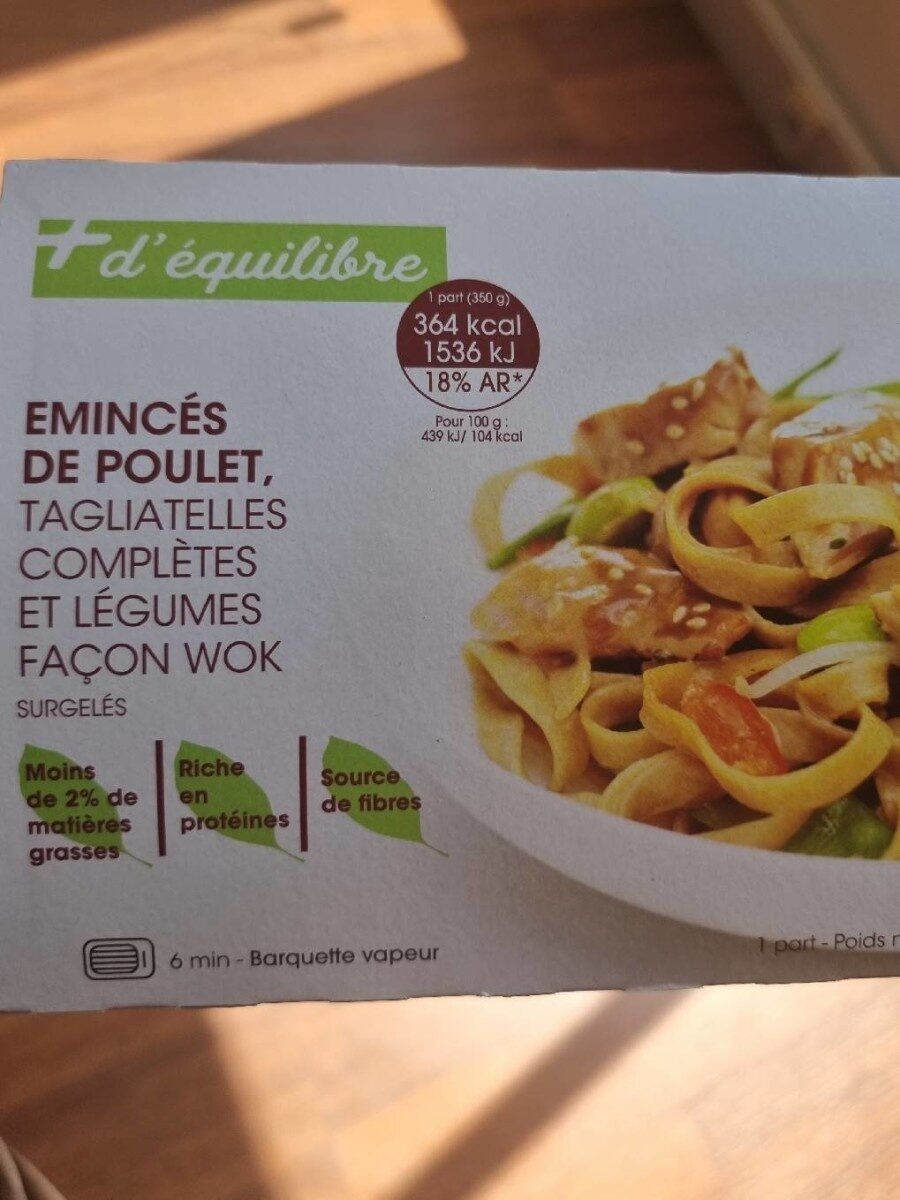 + d'équilibre
1 part (350 g)
364 kcal
1536 kJ
18% AR*
Pour 100 g :
439 kJ/ 104 kcal
EMINCÉS
DE POULET,
TAGLIATELLES
COMPLÈTES
ET LÉGUMES
FAÇON WOK
SURGELÉS
Moins
de 2% de
matières
grasses
Riche
en
protéines
Source
de fibres
6 min - Barquette vapeur
1 part - Poids